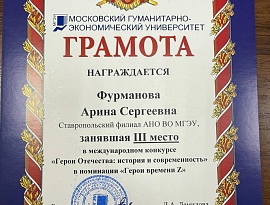 МОСКОВСКИЙ ГУМАНИТАРНО-
ЭКОНОМИЧЕСКИЙ УНИВЕРСИТЕТ
ГРАМОТА
НАГРАЖДАЕТСЯ
Фурманова
Арина Сергеевна
Ставропольский филиал АНО ВО МГЭУ,
занявшая III место
в международном конкурсе
«Герои Отечества: история и современность»
в номинации «Герои времени Z»